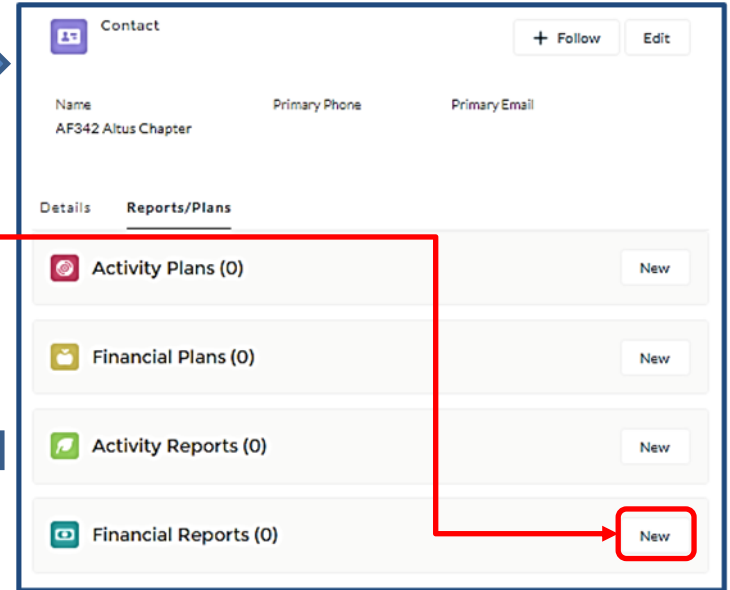 Contact
+ Follow Edit
Name Primary Phone Primary Email
AF342 Altus Chapter
Details Reports/Plans
Activity Plans (0) New
Financial Plans (0) New
Activity Reports (0) New
Financial Reports (0) New